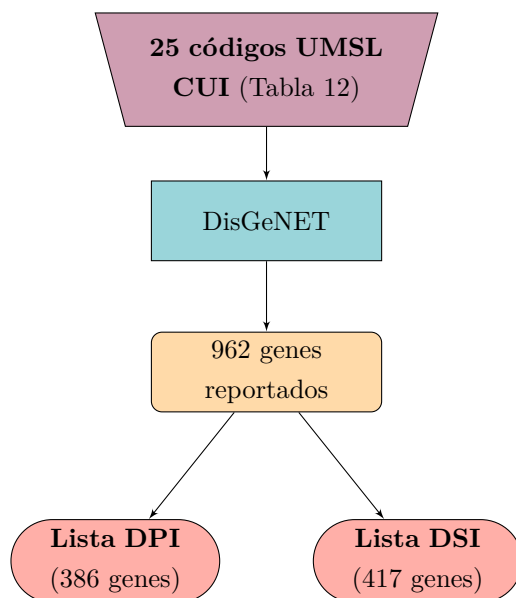 25 códigos UMSL
CUI (Tabla 12)
DisGeNET
962 genes
reportados
Lista DPI
(386 genes)
Lista DSI
(417 genes)